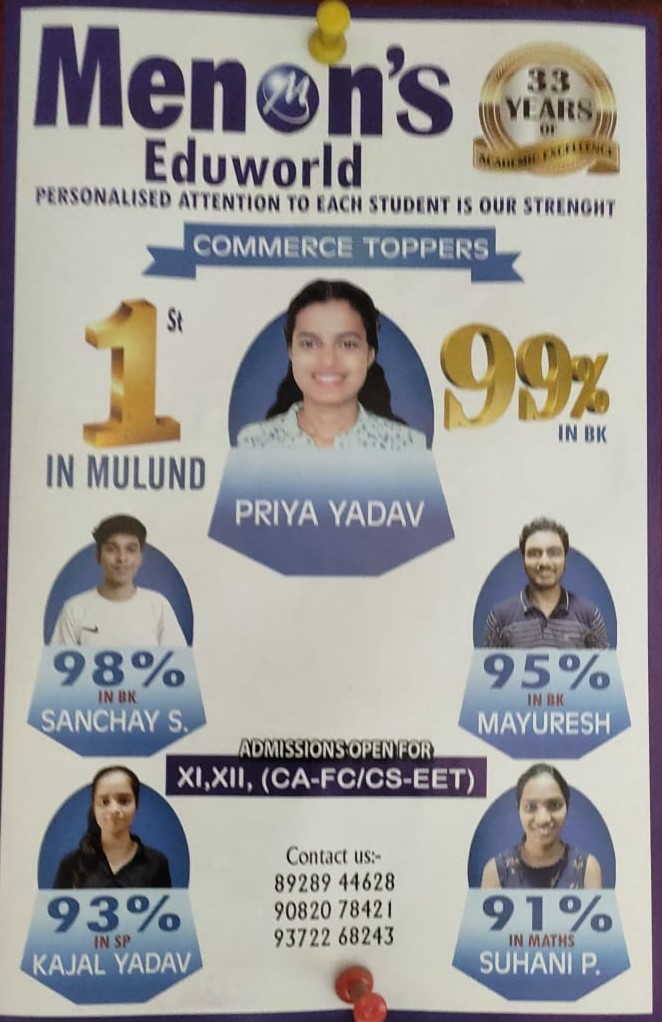 Menon's
Eduworld
33
YEARS
OF
ACADEMIC EXCELLENCE
PERSONALISED ATTENTION TO EACH STUDENT IS OUR STRENGHT
COMMERCE TOPPERS
1St
IN MULUND
99%
IN BK
PRIYA YADAV
98%
IN BK
SANCHAY S.
95%
IN BK
MAYURESH
ADMISSIONS OPEN FOR
XI,XII, (CA-FC/CS-EET)
93%
IN SP
KAJAL YADAV
Contact us:-
89289 44628
90820 78421
93722 68243
91%
IN MATHS
SUHANI P.